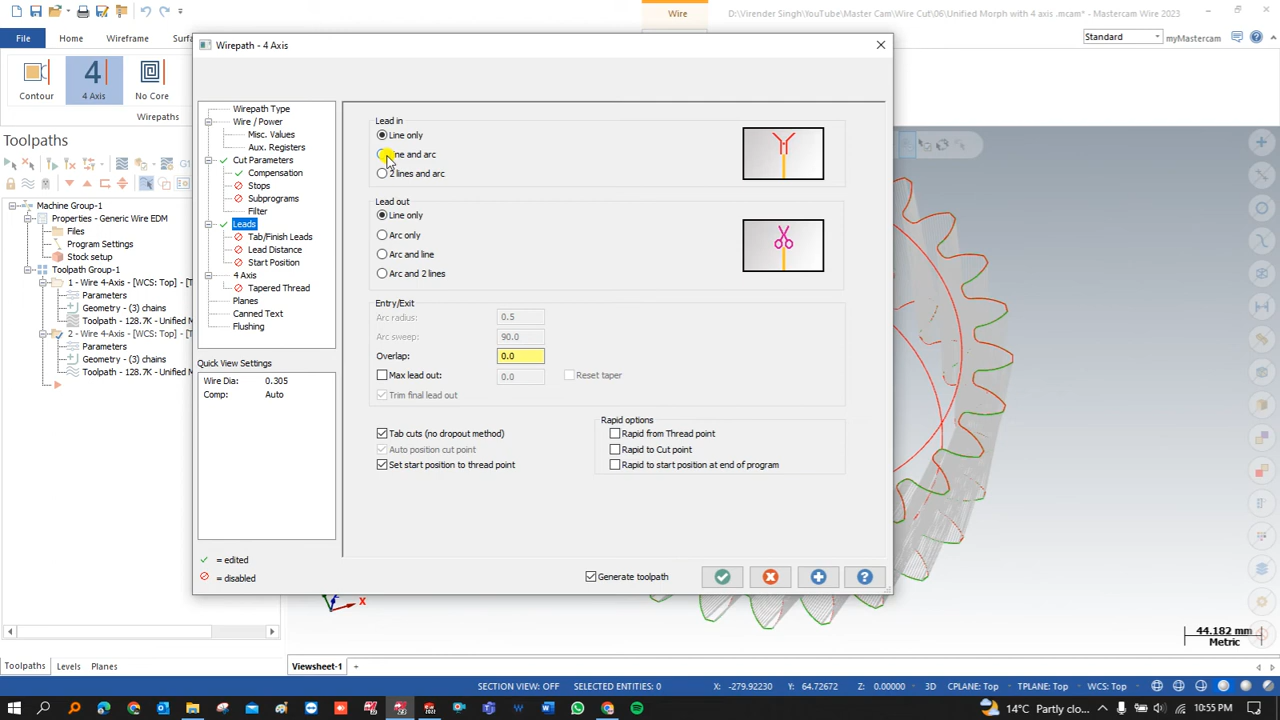 Wire
D:\Virender Singh\YouTube\Master Cam\Wire Cut\06\Unified Morph with 4 axis .mcam* - Mastercam Wire 2023
File
Home
Wireframe
Surfa
Standard
myMastercam
Contour
4 Axis
No Core
Wirepaths
Toolpaths
Machine Group-1
Properties - Generic Wire EDM
Files
Program Settings
Stock setup
Toolpath Group-1
1 - Wire 4-Axis - [WCS: Top] - [
Parameters
Geometry - (3) chains
Toolpath - 128.7K - Unified M
2 - Wire 4-Axis - [WCS: Top] - [
Parameters
Geometry - (3) chains
Toolpath - 128.7K - Unified M
Wirepath - 4 Axis
Wirepath Type
Wire / Power
Misc. Values
Aux. Registers
Cut Parameters
Compensation
Stops
Subprograms
Filter
Leads
Tab/Finish Leads
Lead Distance
Start Position
4 Axis
Tapered Thread
Planes
Canned Text
Flushing
Quick View Settings
Wire Dia: 0.305
Comp: Auto
= edited
= disabled
Lead in
Line only
Line and arc
2 lines and arc
Lead out
Line only
Arc only
Arc and line
Arc and 2 lines
Entry/Exit
Arc radius: 0.5
Arc sweep: 90.0
Overlap: 0.0
Max lead out: 0.0
Reset taper
Trim final lead out
Tab cuts (no dropout method)
Auto position cut point
Set start position to thread point
Rapid options
Rapid from Thread point
Rapid to Cut point
Rapid to start position at end of program
Generate toolpath
X
44.182 mm
Metric
Toolpaths
Levels
Planes
Viewsheet-1
SECTION VIEW: OFF
SELECTED ENTITIES: 0
X: -279.92230
Y: 64.72672
Z: 0.00000
3D
CPLANE: Top
TPLANE: Top
WCS: Top
14°C Partly clo...
10:55 PM